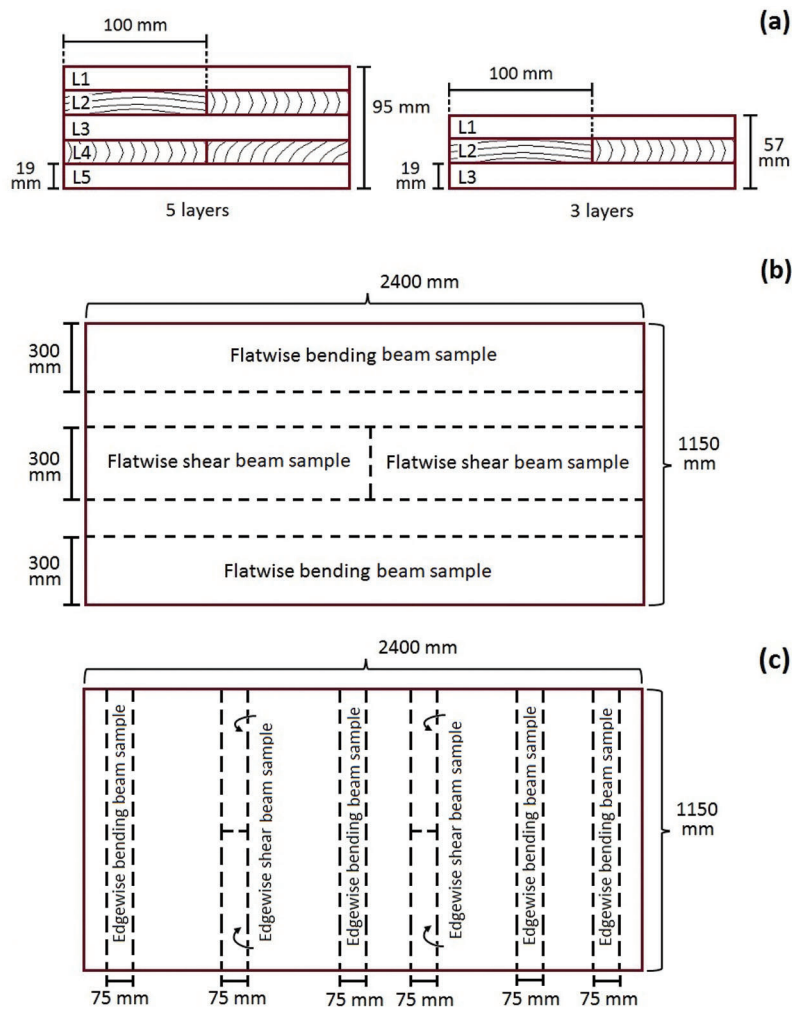 (a)
100 mm
L1
L2
L3
L4
L5
19
mm
95 mm
5 layers
100 mm
L1
L2
L3
19
mm
57
mm
3 layers
(b)
2400 mm
300
mm
Flatwise bending beam sample
300
mm
Flatwise shear beam sample
Flatwise shear beam sample
1150
mm
300
mm
Flatwise bending beam sample
(c)
2400 mm
Edgewise bending beam sample
Edgewise shear beam sample
Edgewise bending beam sample
Edgewise shear beam sample
Edgewise bending beam sample
Edgewise bending beam sample
1150
mm
75 mm
75 mm
75 mm
75 mm
75 mm
75 mm